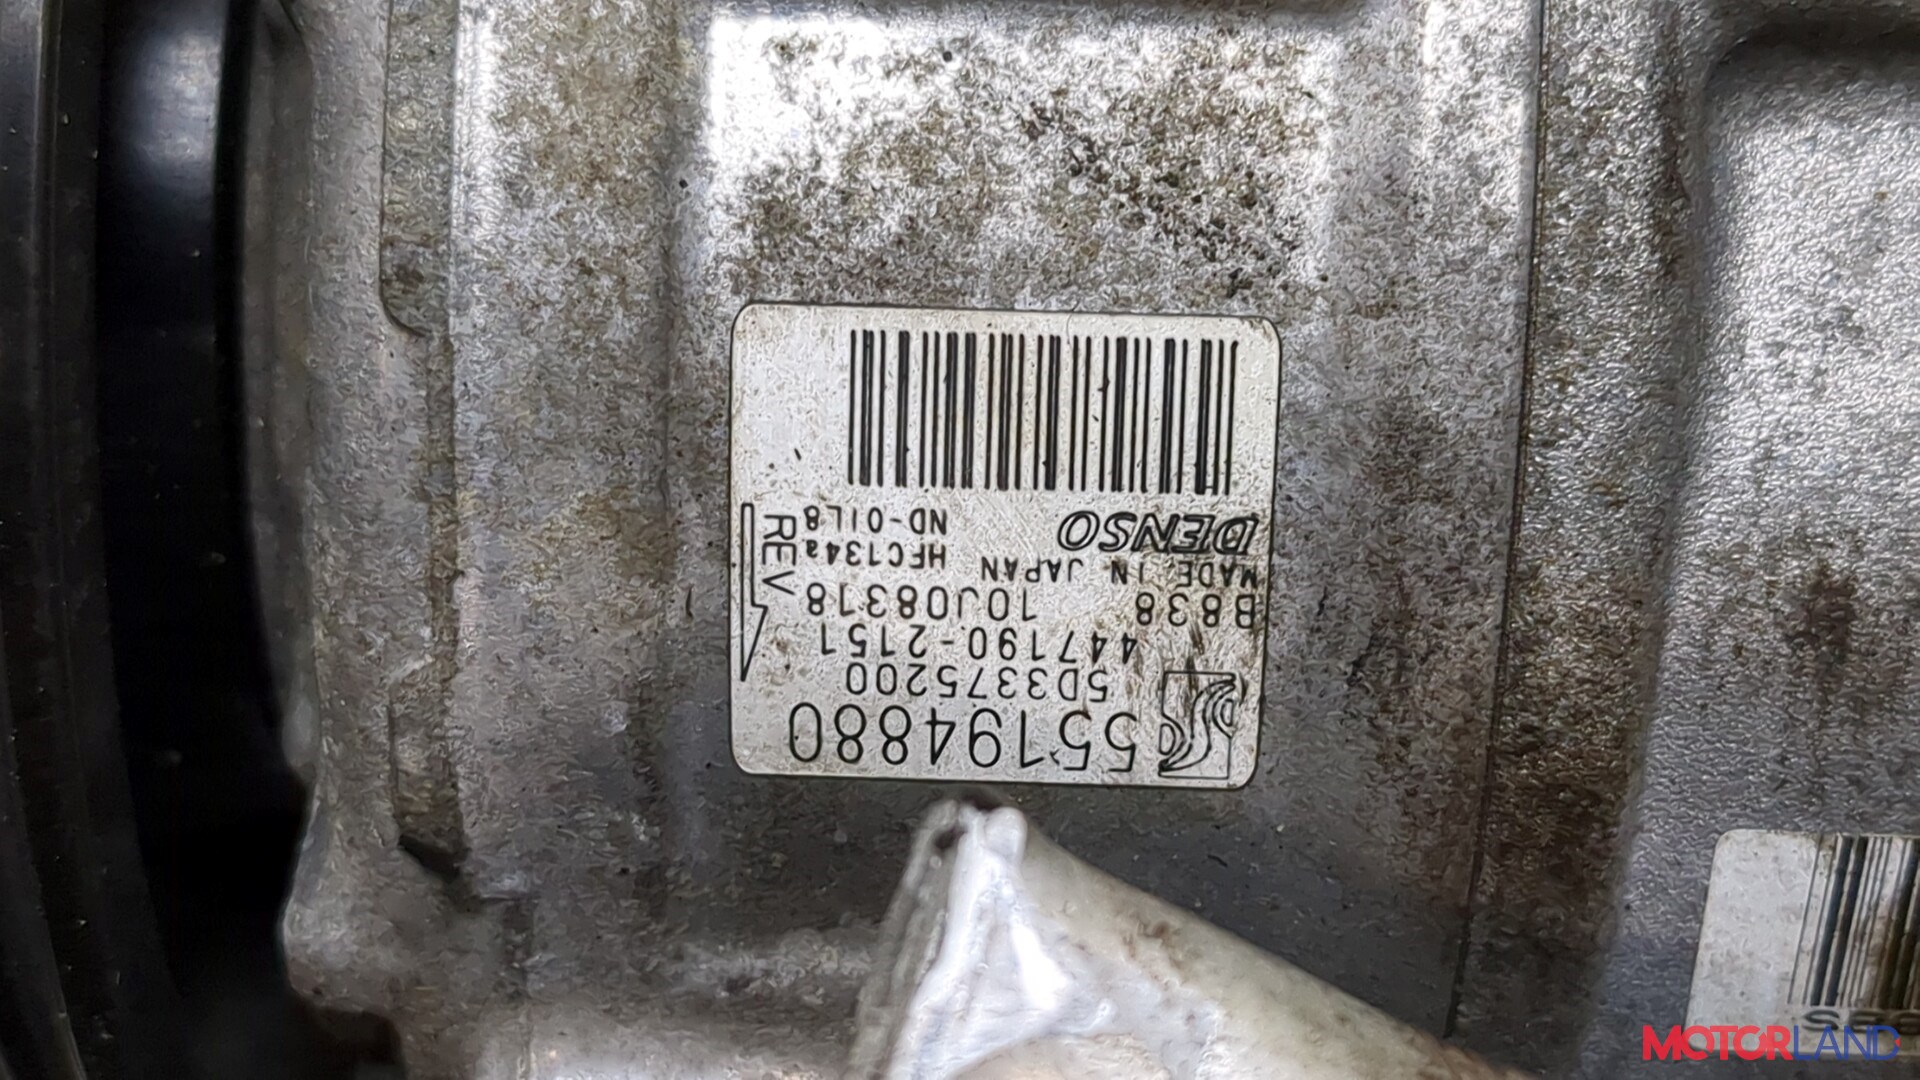 55194880
5D3375200
447190-2151
B838 10J08318
MADE IN JAPAN HFC134a
DENSO ND-OIL8
REV
MOTORLAND